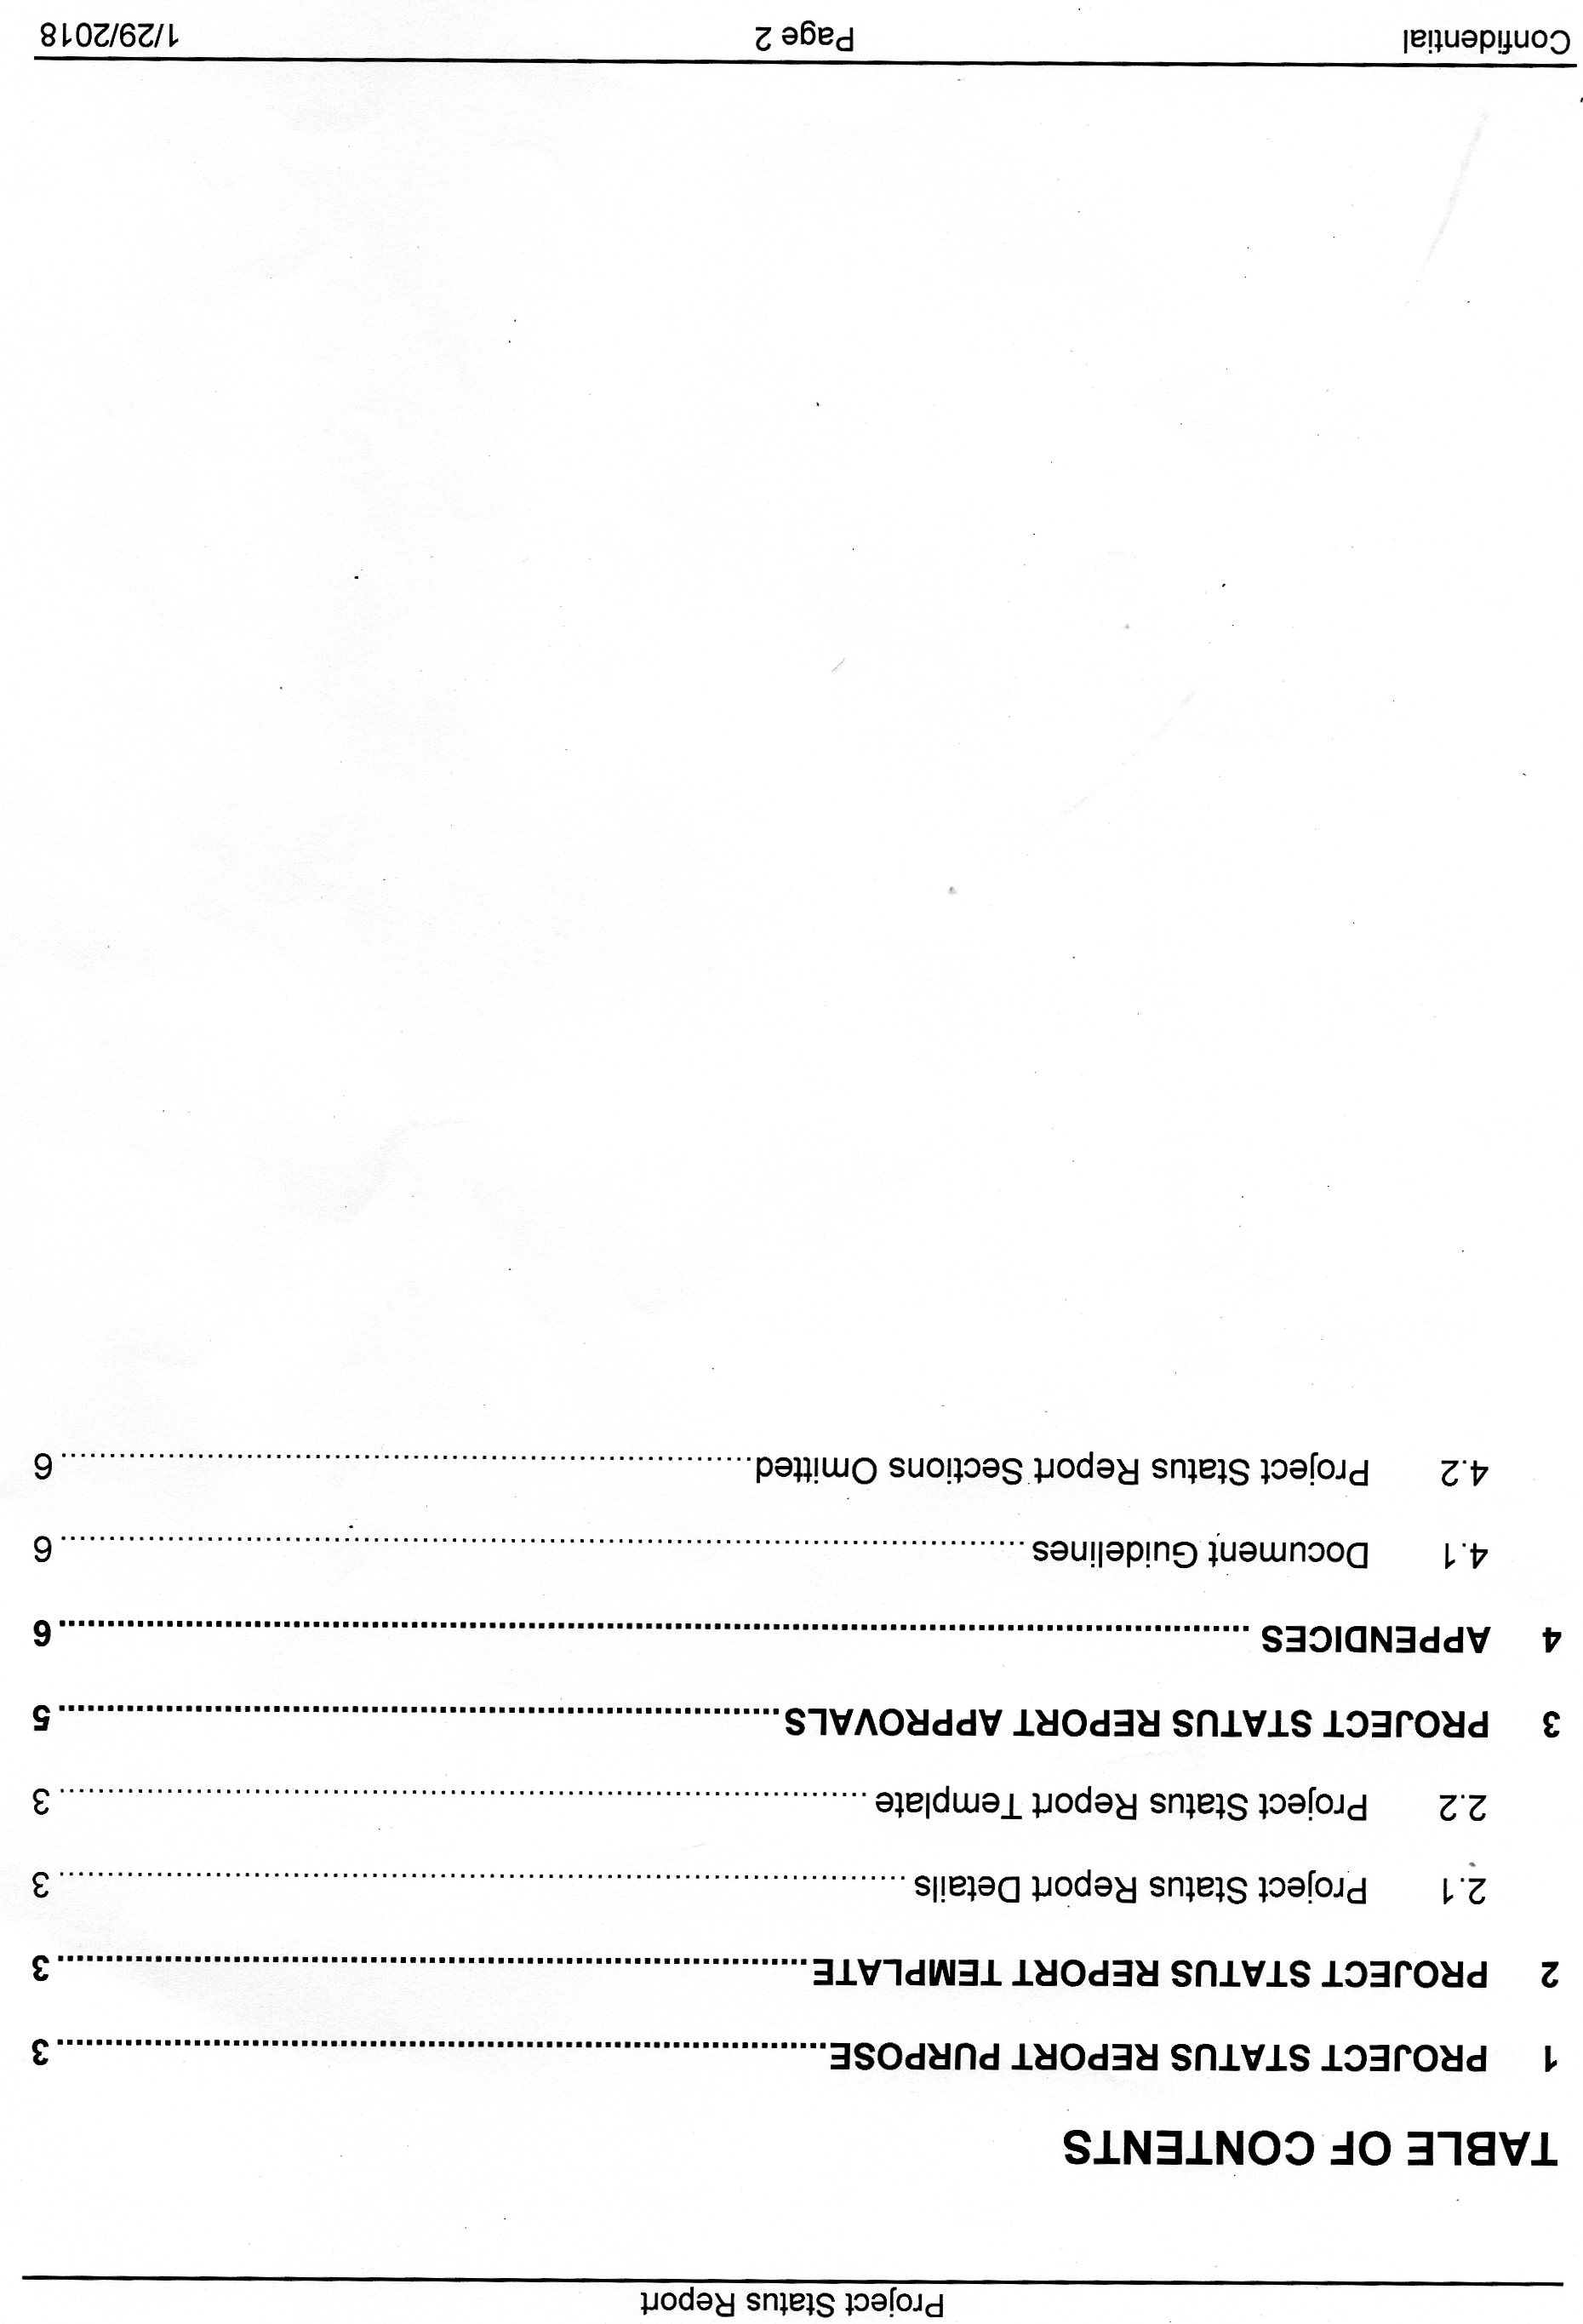 Project Status Report
TABLE OF CONTENTS
1 PROJECT STATUS REPORT PURPOSE.......................................................................... 3
2 PROJECT STATUS REPORT TEMPLATE........................................................................ 3
2.1 Project Status Report Details.......................................................................... 3
2.2 Project Status Report Template...................................................................... 3
3 PROJECT STATUS REPORT APPROVALS..................................................................... 5
4 APPENDICES.......................................................................... 6
4.1 Document Guidelines.......................................................................... 6
4.2 Project Status Report Sections Omitted.................................................................. 6
Confidential Page 2 1/29/2018